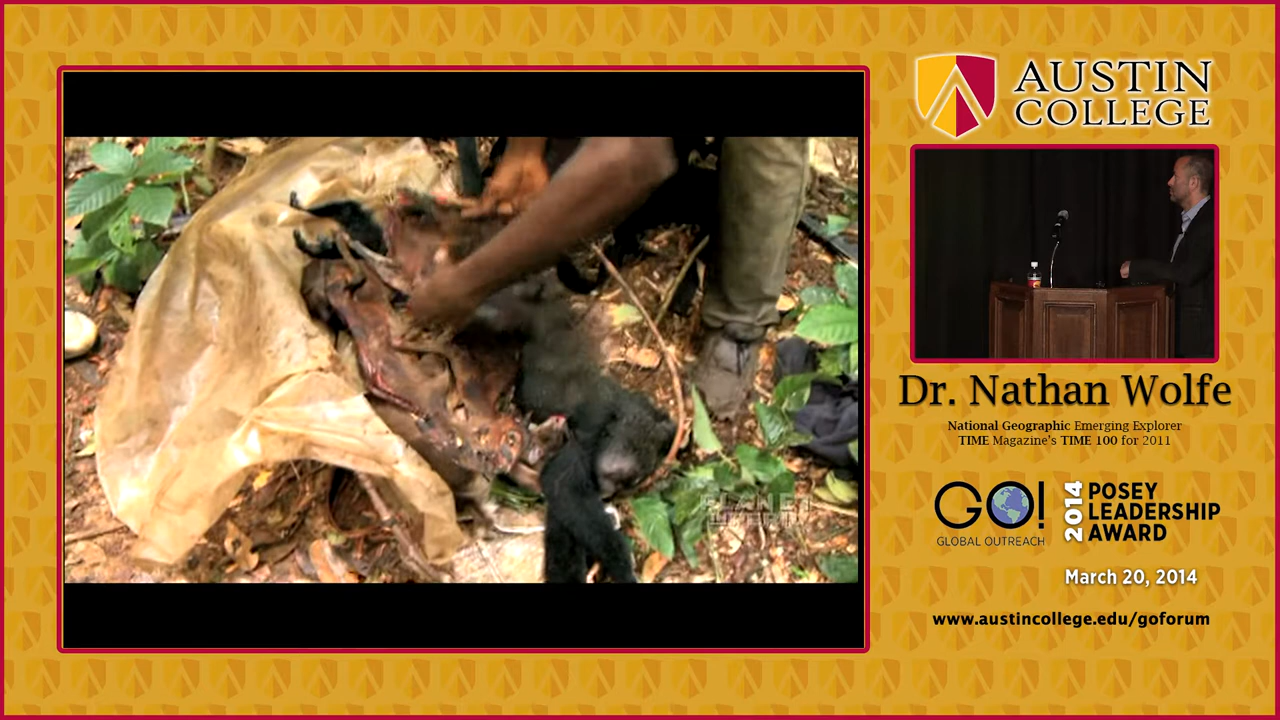 AUSTIN
COLLEGE
Dr. Nathan Wolfe
National Geographic Emerging Explorer
TIME Magazine's TIME 100 for 2011
GO!
GLOBAL OUTREACH
2014
POSEY
LEADERSHIP
AWARD
March 20, 2014
www.austincollege.edu/goforum